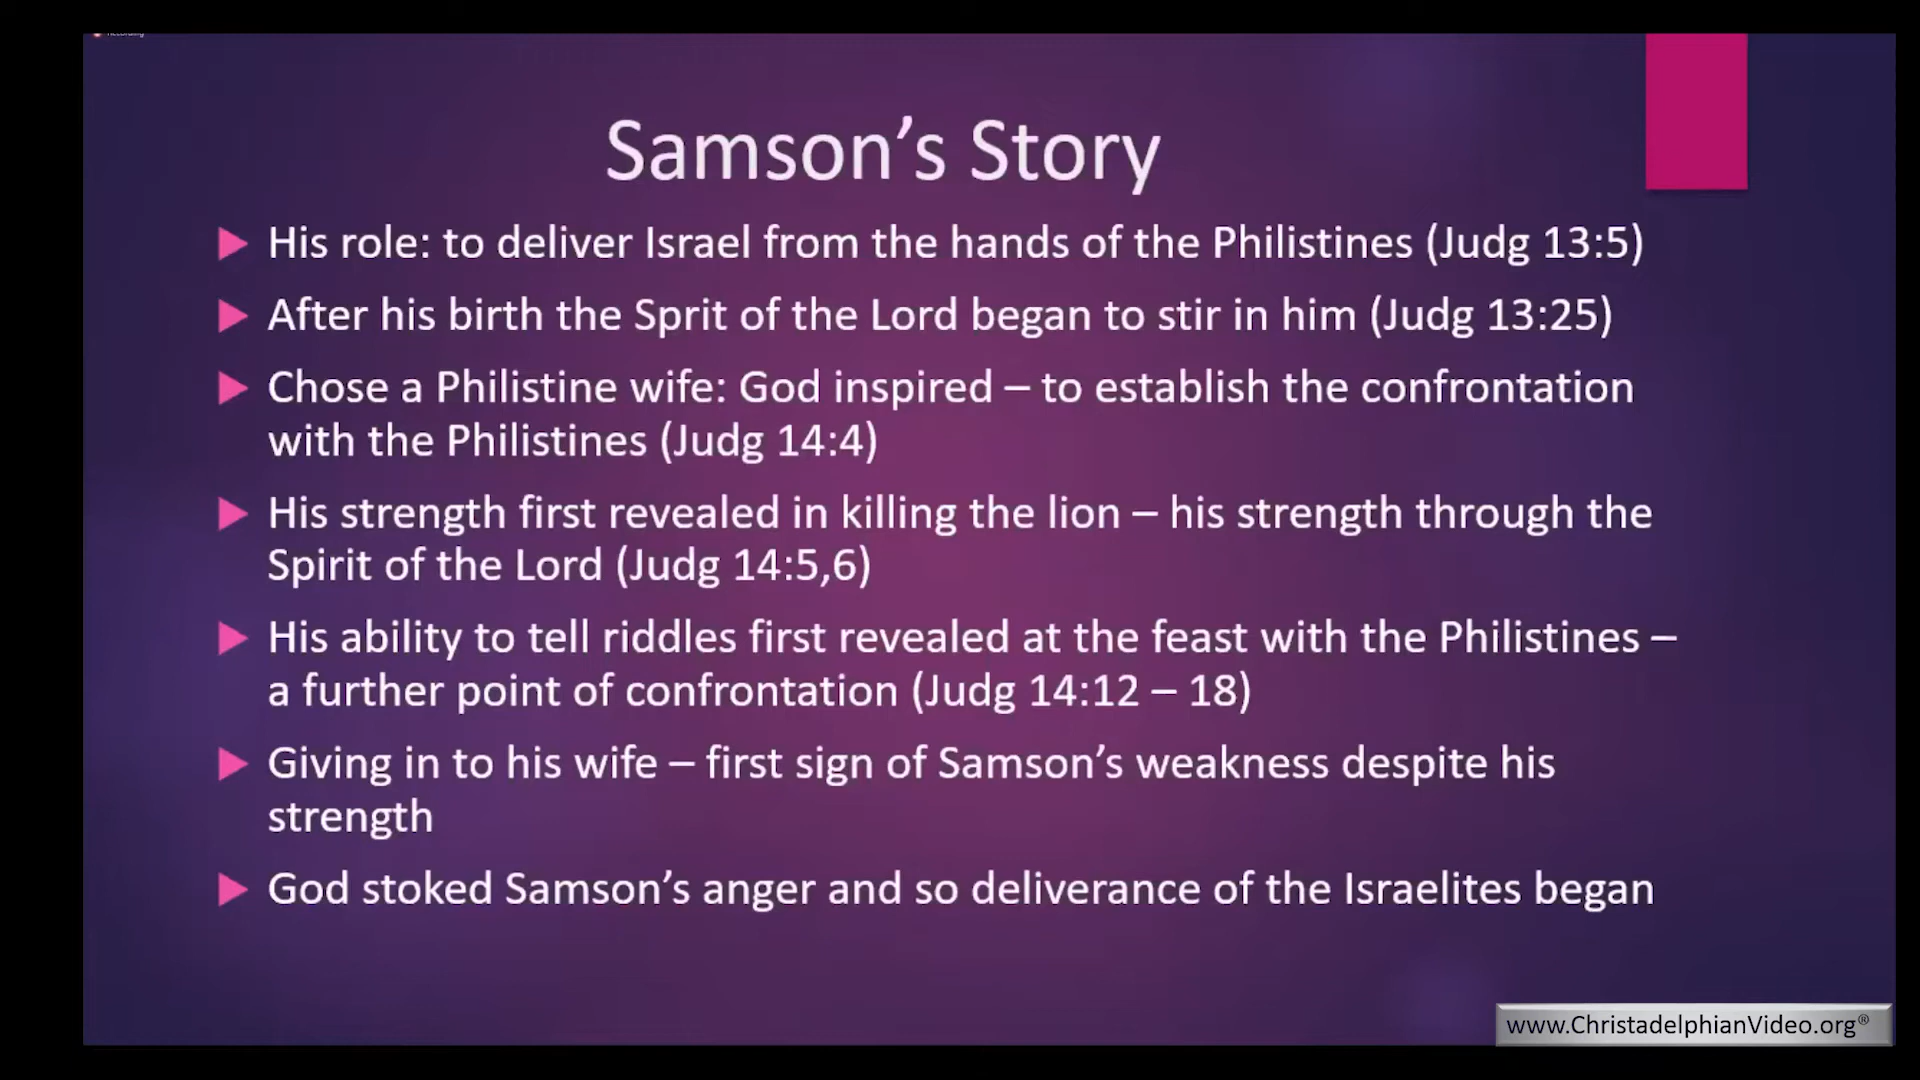 Samson’s Story
His role: to deliver Israel from the hands of the Philistines (Judg 13:5)
After his birth the Sprit of the Lord began to stir in him (Judg 13:25)
Chose a Philistine wife: God inspired – to establish the confrontation
with the Philistines (Judg 14:4)
His strength first revealed in killing the lion – his strength through the
Spirit of the Lord (Judg 14:5,6)
His ability to tell riddles first revealed at the feast with the Philistines –
a further point of confrontation (Judg 14:12 – 18)
Giving in to his wife – first sign of Samson’s weakness despite his
strength
God stoked Samson’s anger and so deliverance of the Israelites began
www.ChristadelphianVideo.org®